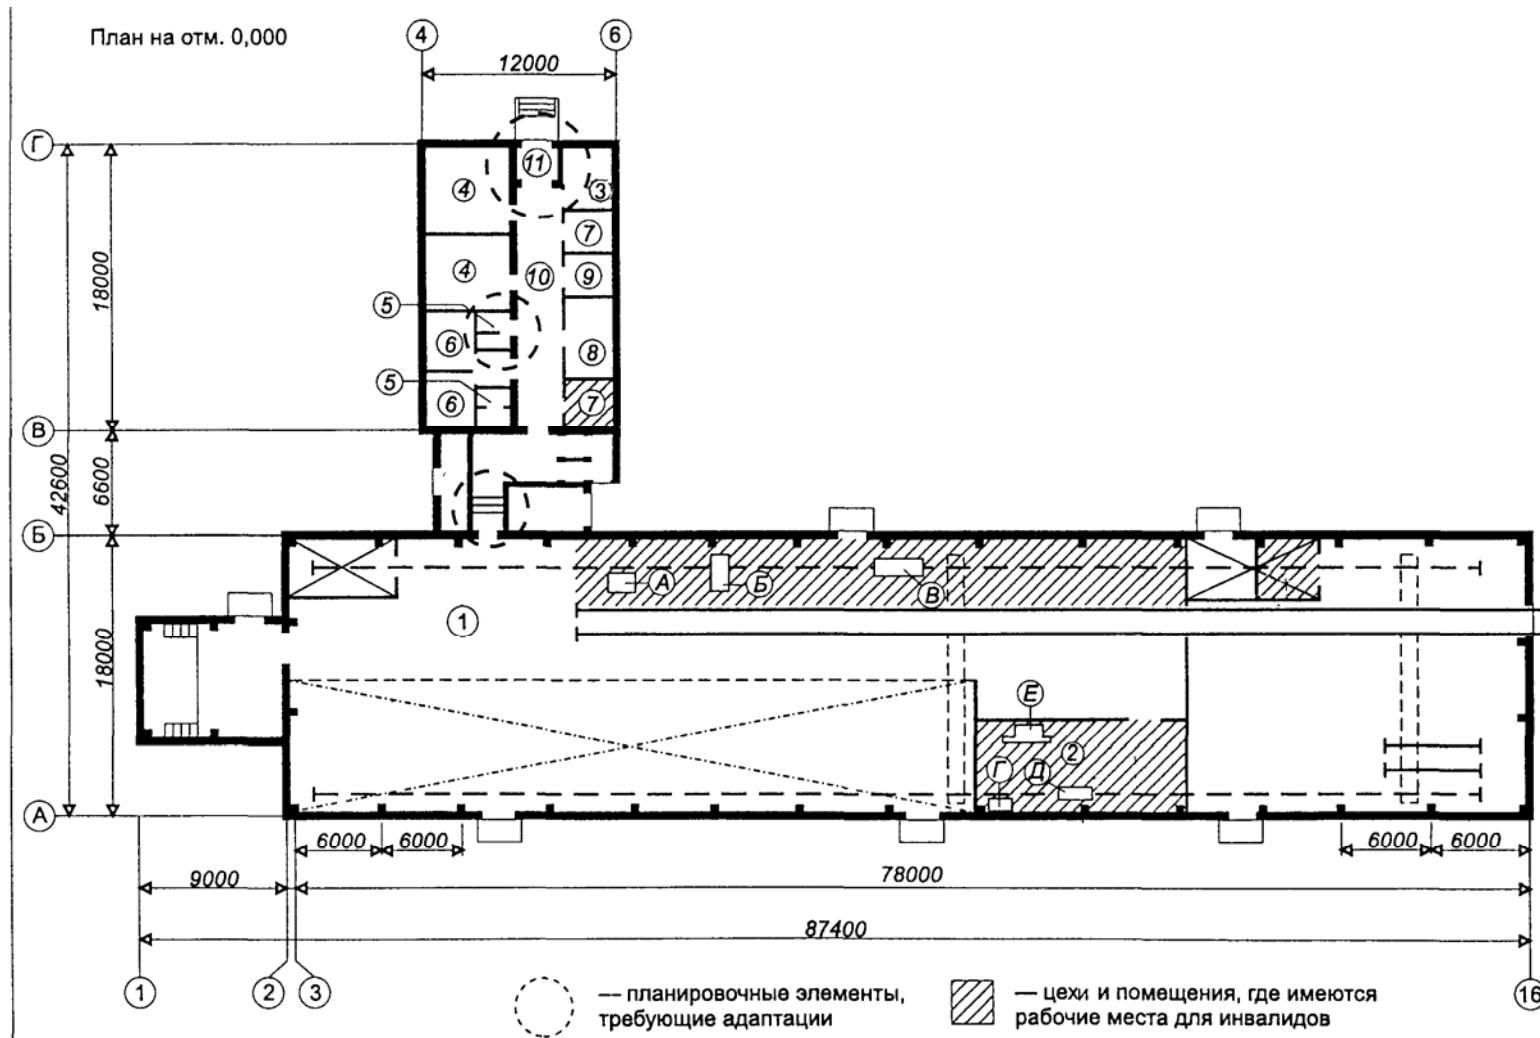 План на отм. 0,000
4
6
12000
Г
11
4
3
7
4
10
9
18000
5
6
8
5
6
7
В
42600
6600
Б
А
Б
В
1
18000
Е
2
Г
Д
А
6000
6000
6000
6000
9000
78000
87400
1
2
3
16
— планировочные элементы,
требующие адаптации
— цехи и помещения, где имеются
рабочие места для инвалидов